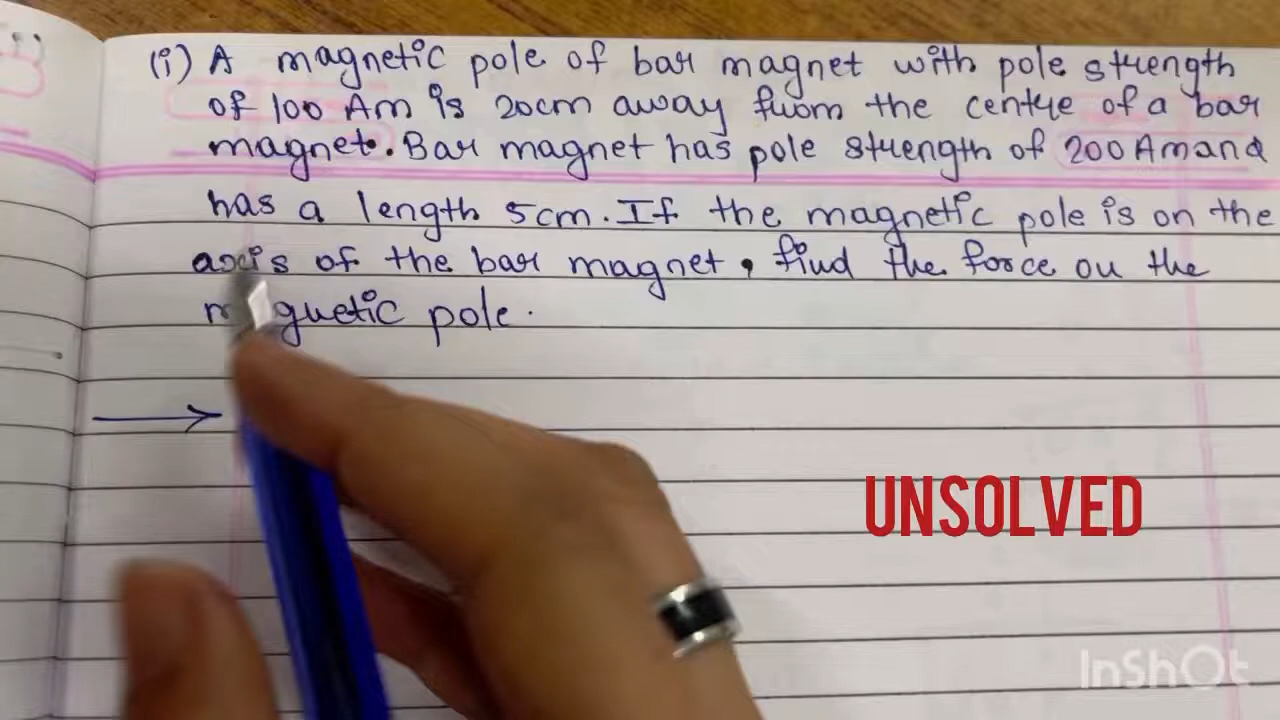 (i) A magnetic pole of bar magnet with pole strength
of 100 Am is 20cm away from the centre of a bar
magnet. Bar magnet has pole strength of 200 Am and
has a length 5cm. If the magnetic pole is on the
axis of the bar magnet, find the force on the
magnetic pole.
UNSOLVED
InShOt